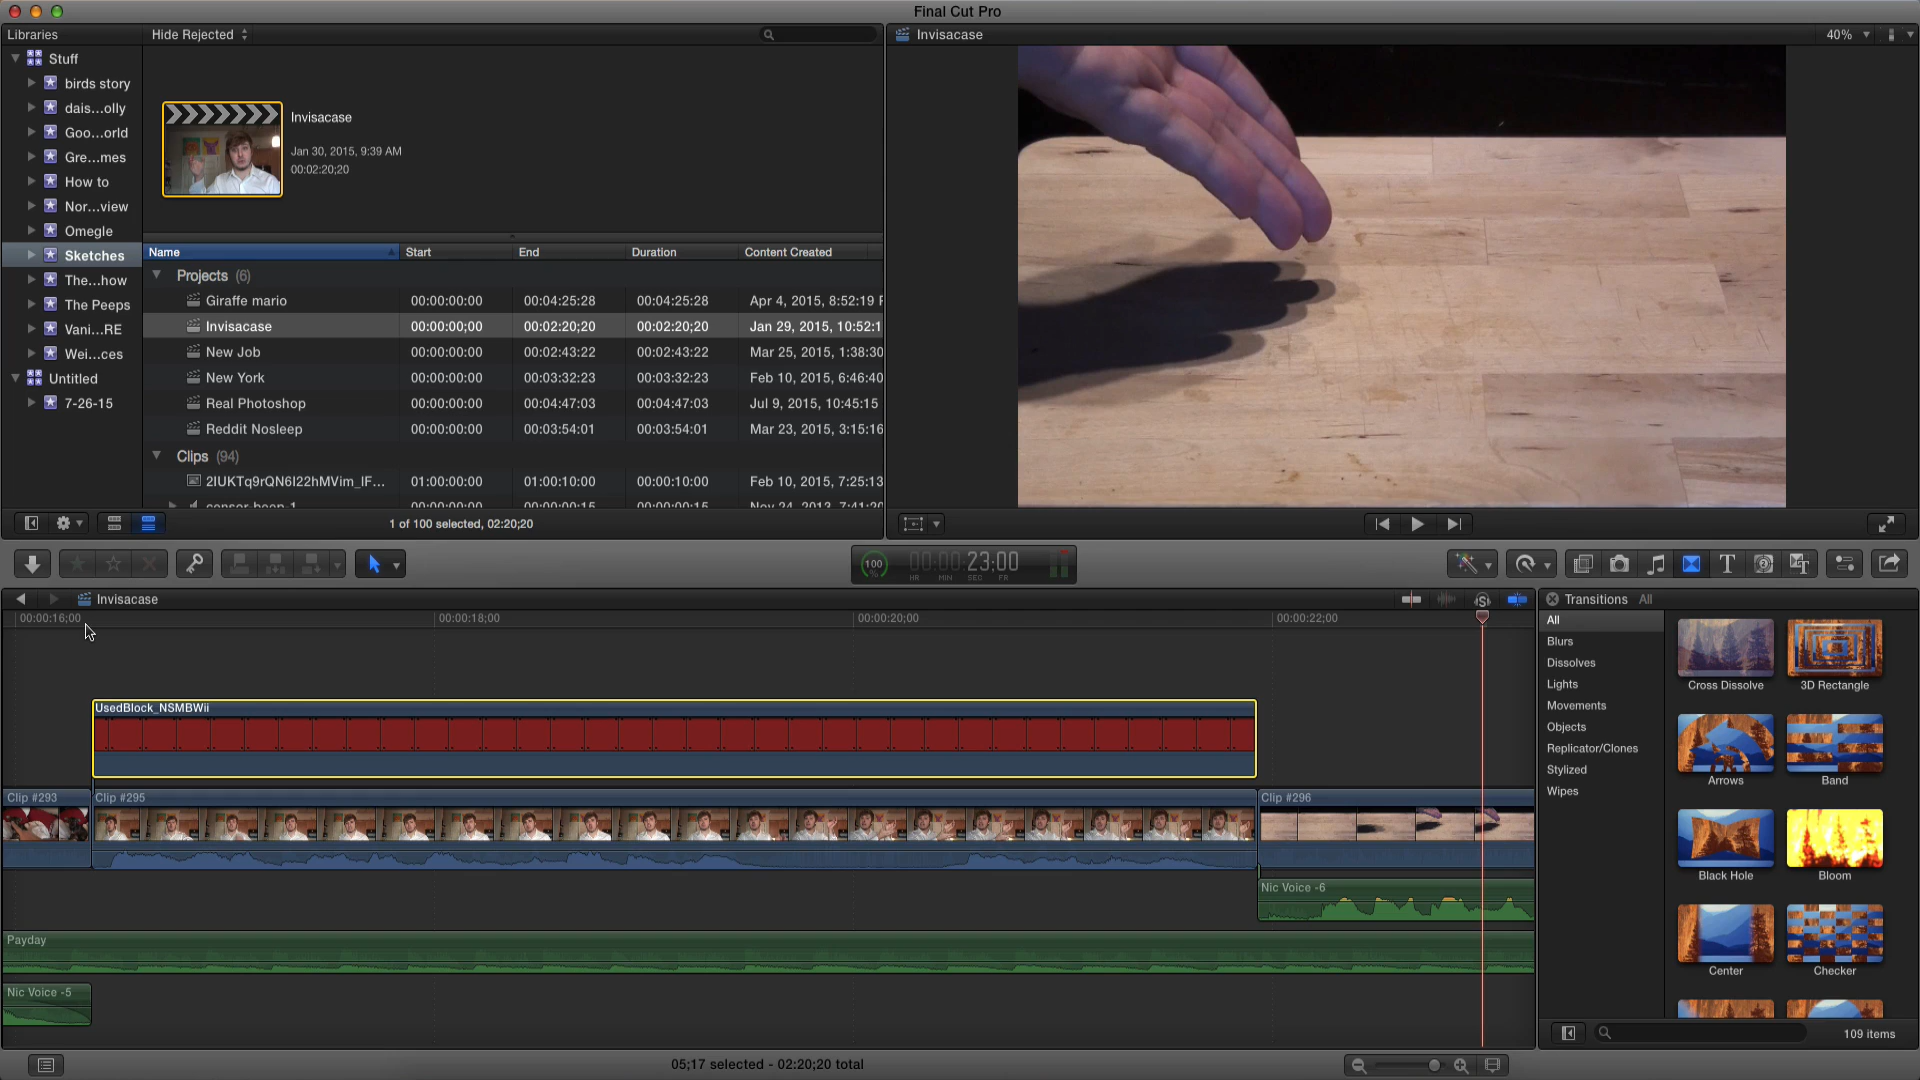 Final Cut Pro
Libraries
Hide Rejected
Invisacase
40%
Stuff
birds story
dais...olly
Goo...orld
Gre...mes
How to
Nor...view
Omegle
Sketches
The...how
The Peeps
Vani...RE
Wei...ces
Untitled
7-26-15
Invisacase
Jan 30, 2015, 9:39 AM
00:02:20;20
Name Start End Duration Content Created
Projects (6)
Giraffe mario 00:00:00:00 00:04:25:28 00:04:25:28 Apr 4, 2015, 8:52:19
Invisacase 00:00:00;00 00:02:20;20 00:02:20;20 Jan 29, 2015, 10:52:1
New Job 00:00:00:00 00:02:43:22 00:02:43:22 Mar 25, 2015, 1:38:30
New York 00:00:00:00 00:03:32:23 00:03:32:23 Feb 10, 2015, 6:46:40
Real Photoshop 00:00:00:00 00:04:47:03 00:04:47:03 Jul 9, 2015, 10:45:15
Reddit Nosleep 00:00:00:00 00:03:54:01 00:03:54:01 Mar 23, 2015, 3:15:16
Clips (94)
01:00:00:00 01:00:10:00 00:00:10:00 Feb 10, 2015, 7:25:13
1 of 100 selected, 02:20;20
100 %
00:00:23:00
HR MIN SEC FR
Invisacase
00:00:16;00 00:00:18;00 00:00:20;00 00:00:22;00
UsedBlock_NSMBWii
Clip #293 Clip #295 Clip #296
Nic Voice -6
Payday
Nic Voice -5
05;17 selected - 02:20;20 total
Transitions All
All
Blurs
Dissolves
Lights
Movements
Objects
Replicator/Clones
Stylized
Wipes
Cross Dissolve 3D Rectangle
Arrows Band
Black Hole Bloom
Center Checker
109 items